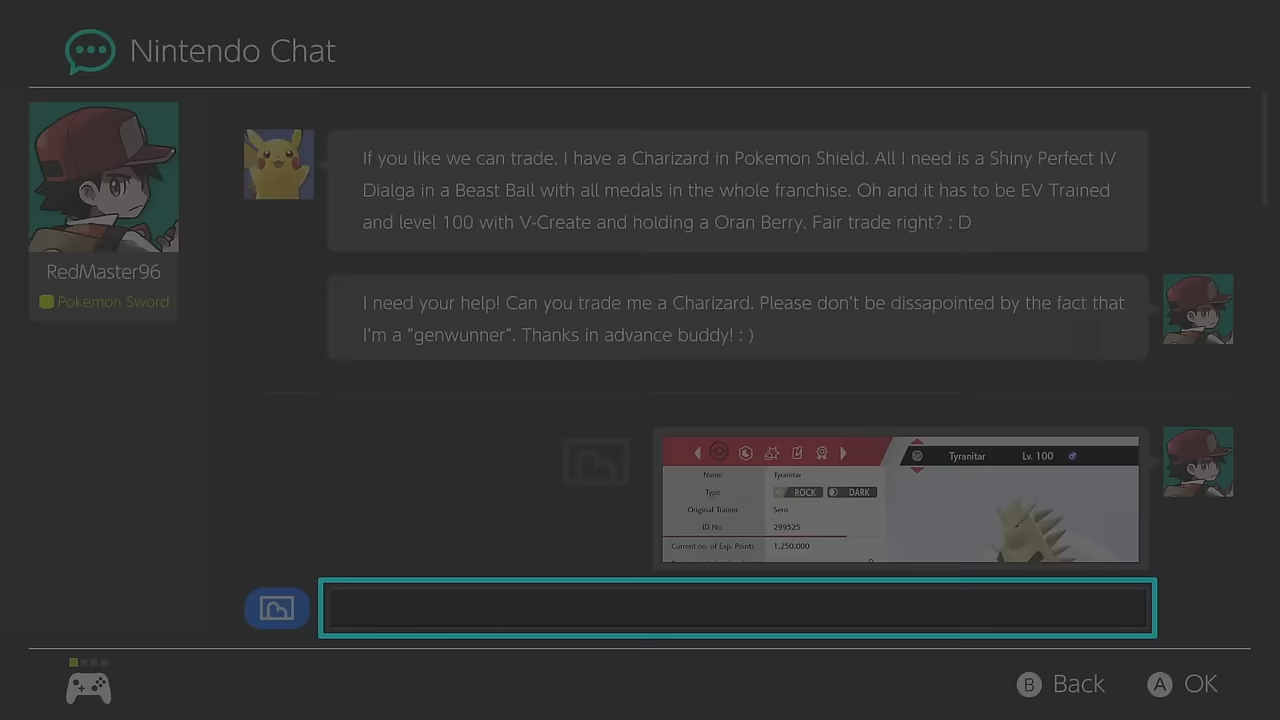 Nintendo Chat
If you like we can trade. I have a Charizard in Pokemon Shield. All I need is a Shiny Perfect IV
Dialga in a Beast Ball with all medals in the whole franchise. Oh and it has to be EV Trained
and level 100 with V-Create and holding a Oran Berry. Fair trade right? : D
RedMaster96
Pokemon Sword
I need your help! Can you trade me a Charizard. Please don't be dissapointed by the fact that
I'm a "genwunner". Thanks in advance buddy! : )
Tyranitar Lv. 100
Name Tyranitar
Type ROCK DARK
Original Trainer Sero
ID No. 299525
Current no. of Exp. Points 1,250,000
B Back A OK